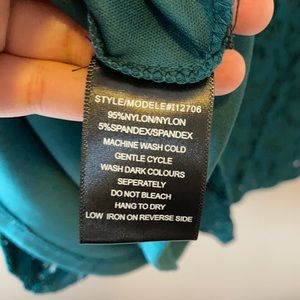 STYLE/MODELE#I12706
95%NYLON/NYLON
5%SPANDEX/SPANDEX
MACHINE WASH COLD
GENTLE CYCLE
WASH DARK COLOURS
SEPERATELY
DO NOT BLEACH
HANG TO DRY
LOW IRON ON REVERSE SIDE